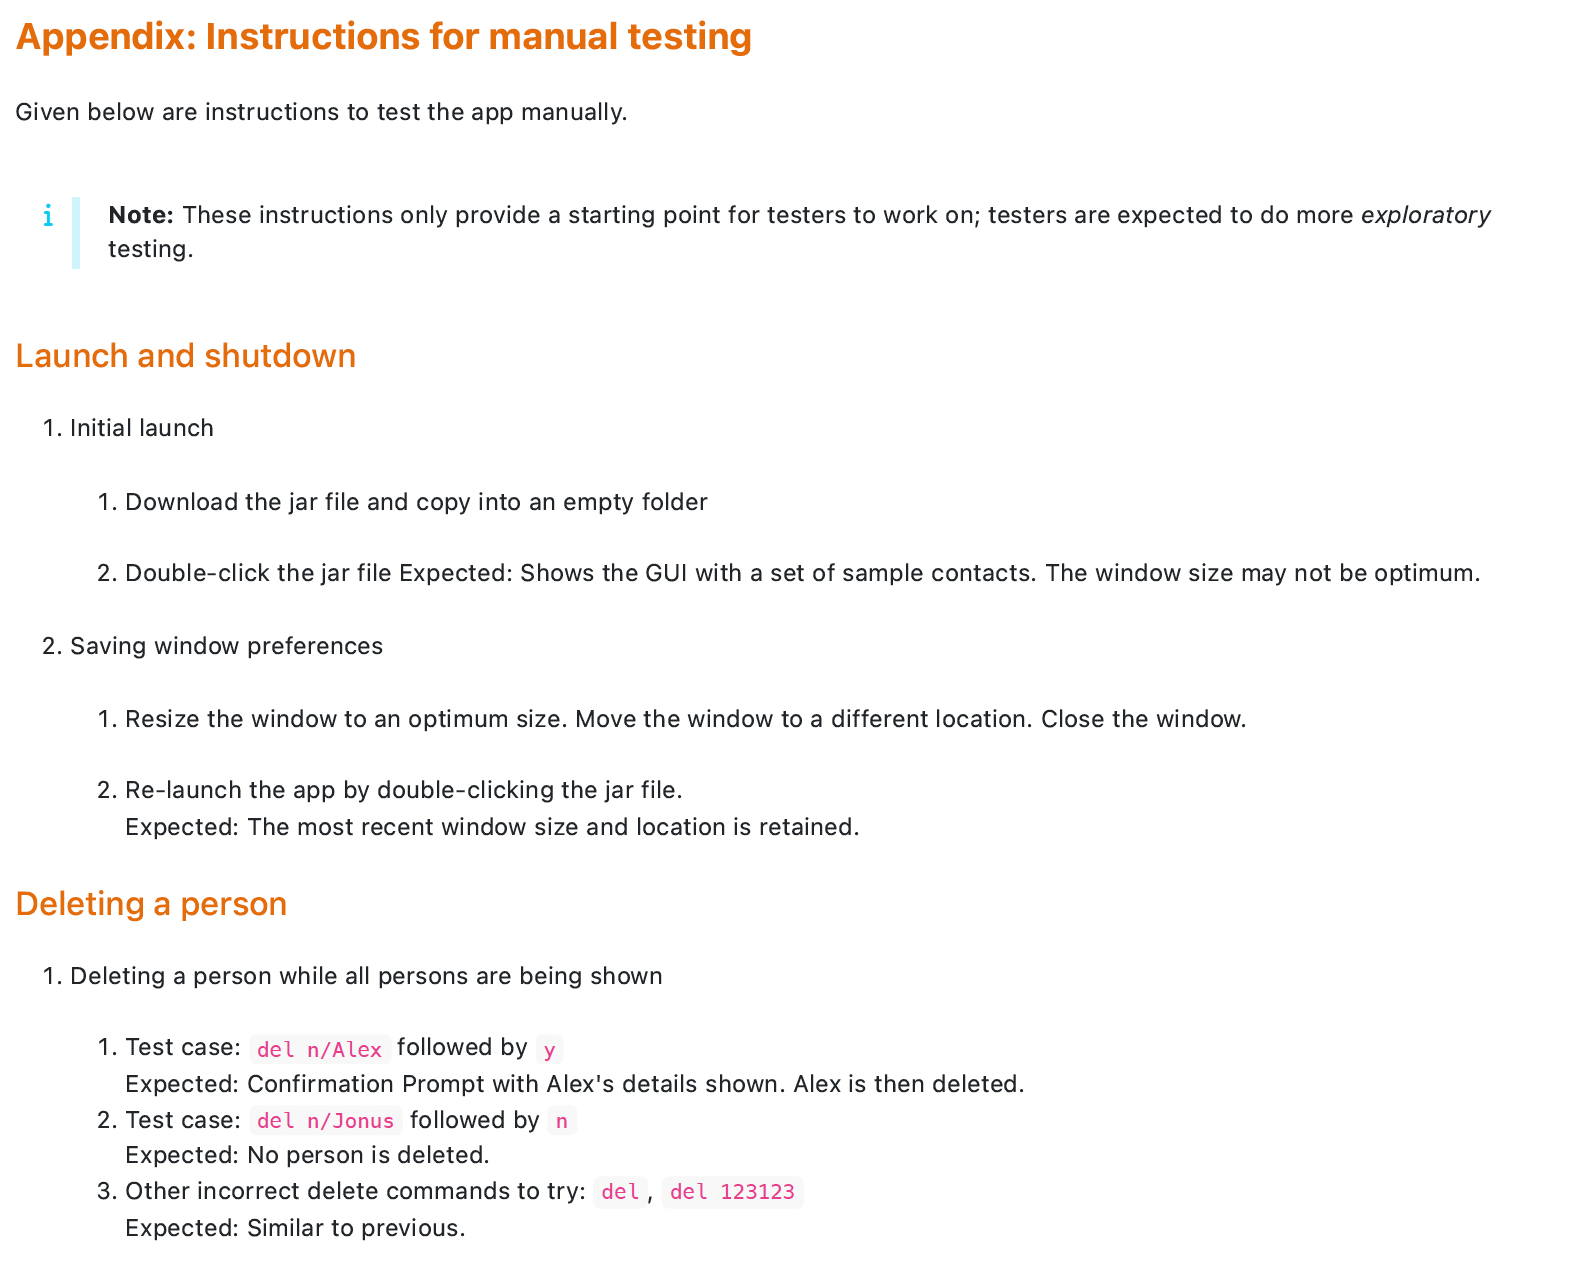 Appendix: Instructions for manual testing
Given below are instructions to test the app manually.
i
Note: These instructions only provide a starting point for testers to work on; testers are expected to do more exploratory
testing.
Launch and shutdown
1. Initial launch
1. Download the jar file and copy into an empty folder
2. Double-click the jar file Expected: Shows the GUI with a set of sample contacts. The window size may not be optimum.
2. Saving window preferences
1. Resize the window to an optimum size. Move the window to a different location. Close the window.
2. Re-launch the app by double-clicking the jar file.
Expected: The most recent window size and location is retained.
Deleting a person
1. Deleting a person while all persons are being shown
1. Test case: del n/Alex followed by y
Expected: Confirmation Prompt with Alex's details shown. Alex is then deleted.
2. Test case: del n/Jonus followed by n
Expected: No person is deleted.
3. Other incorrect delete commands to try: del, del 123123
Expected: Similar to previous.